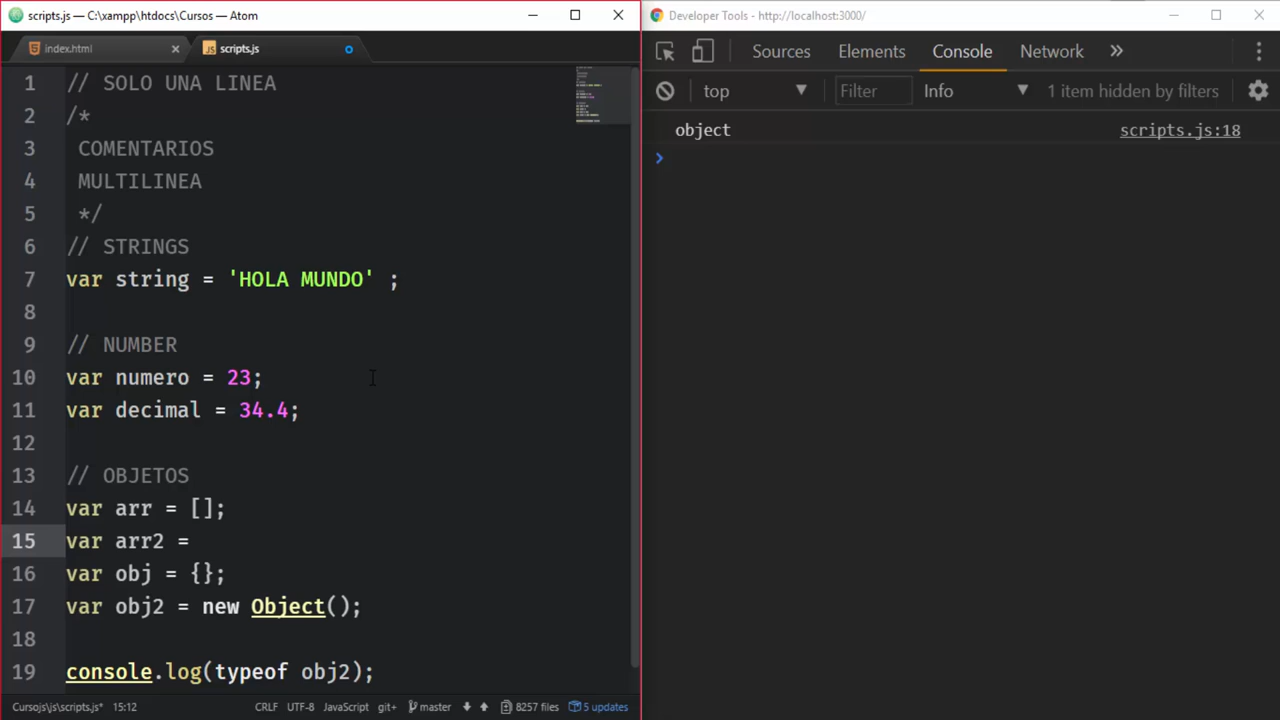 scripts.js — C:\xampp\htdocs\Cursos — Atom
index.html
scripts.js
1 // SOLO UNA LINEA
2 /*
3 COMENTARIOS
4 MULTILINEA
5 */
6 // STRINGS
7 var string = 'HOLA MUNDO' ;
8
9 // NUMBER
10 var numero = 23;
11 var decimal = 34.4;
12
13 // OBJETOS
14 var arr = [];
15 var arr2 =
16 var obj = {};
17 var obj2 = new Object();
18
19 console.log(typeof obj2);
Cursojs\js\scripts.js* 15:12 CRLF UTF-8 JavaScript git+ master 8257 files 5 updates
Developer Tools - http://localhost:3000/
Sources Elements Console Network »
top Filter Info 1 item hidden by filters
object scripts.js:18